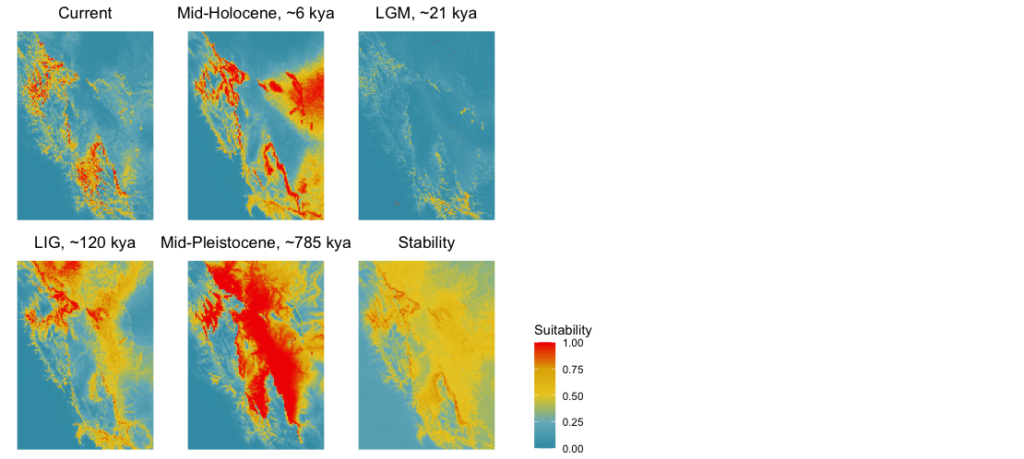 Current
Mid-Holocene, ~6 kya
LGM, ~21 kya
LIG, ~120 kya
Mid-Pleistocene, ~785 kya
Stability
Suitability
1.00
0.75
0.50
0.25
0.00